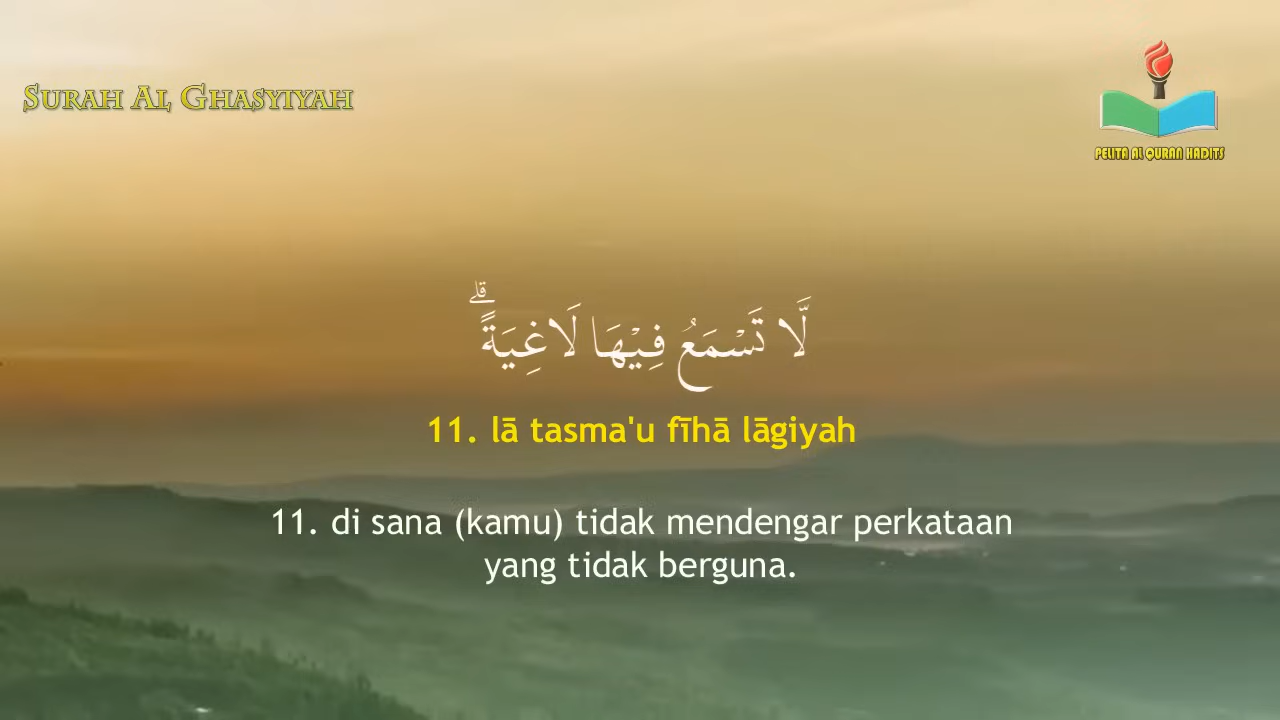 SURAH AL GHASYIYAH
PELITA AL QURAN HADITS
لَّا تَسْمَعُ فِيْهَا لَاغِيَةًۗ
11. lā tasma'u fīhā lāgiyah
11. di sana (kamu) tidak mendengar perkataan
yang tidak berguna.